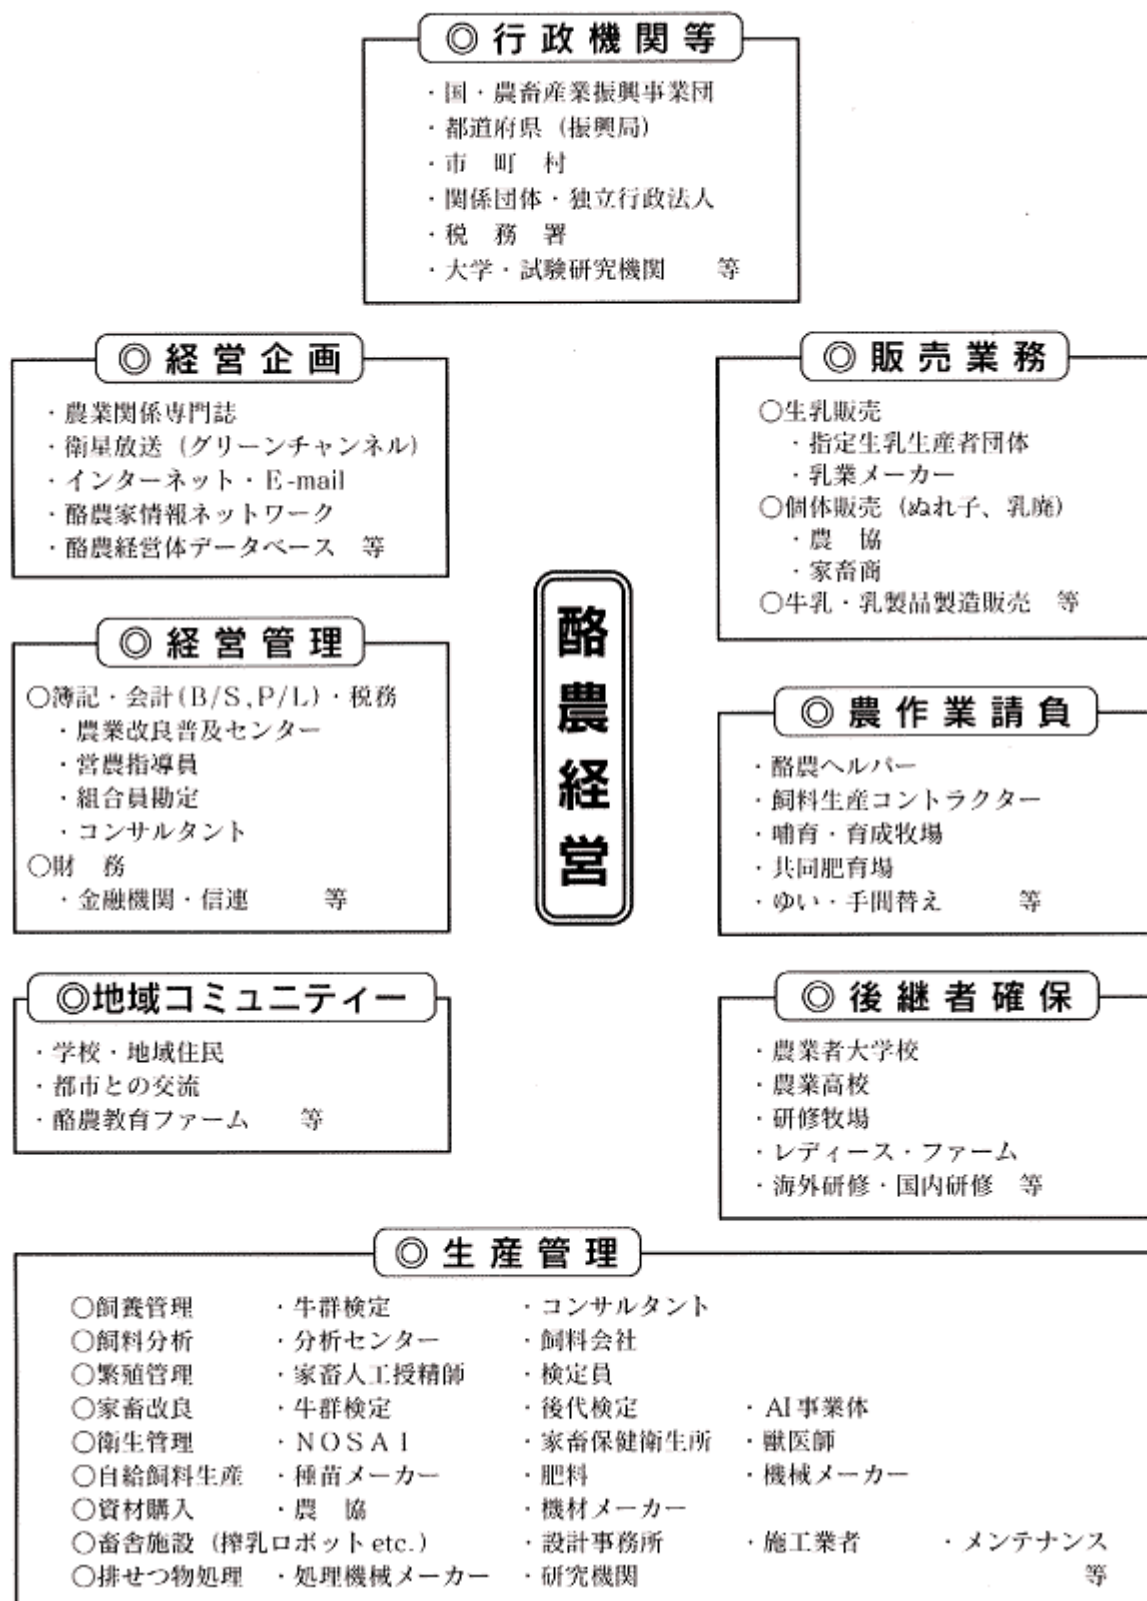 ◎行政機関等
・国・農畜産業振興事業団
・都道府県（振興局）
・市　町　村
・関係団体・独立行政法人
・税　務　署
・大学・試験研究機関　　等
◎経営企画
・農業関係専門誌
・衛星放送（グリーンチャンネル）
・インターネット・E-mail
・酪農家情報ネットワーク
・酪農経営体データベース　等
◎販売業務
○生乳販売
・指定生乳生産者団体
・乳業メーカー
○個体販売（ぬれ子、乳廃）
・農　協
・家畜商
○牛乳・乳製品製造販売　等
酪農経営
◎経営管理
○簿記・会計(B/S,P/L)・税務
・農業改良普及センター
・営農指導員
・組合員勘定
・コンサルタント
○財　務
・金融機関・信連　　　等
◎農作業請負
・酪農ヘルパー
・飼料生産コントラクター
・哺育・育成牧場
・共同肥育場
・ゆい・手間替え　　　等
◎地域コミュニティー
・学校・地域住民
・都市との交流
・酪農教育ファーム　　等
◎後継者確保
・農業者大学校
・農業高校
・研修牧場
・レディース・ファーム
・海外研修・国内研修　等
◎生産管理
○飼養管理　・牛群検定　・コンサルタント
○飼料分析　・分析センター　・飼料会社
○繁殖管理　・家畜人工授精師　・検定員
○家畜改良　・牛群検定　・後代検定　・AI事業体
○衛生管理　・NOSAI　・家畜保健衛生所　・獣医師
○自給飼料生産　・種苗メーカー　・肥料　・機械メーカー
○資材購入　・農　協　・機材メーカー
○畜舎施設（搾乳ロボットetc.）　・設計事務所　・施工業者　・メンテナンス
○排せつ物処理　・処理機械メーカー　・研究機関　等